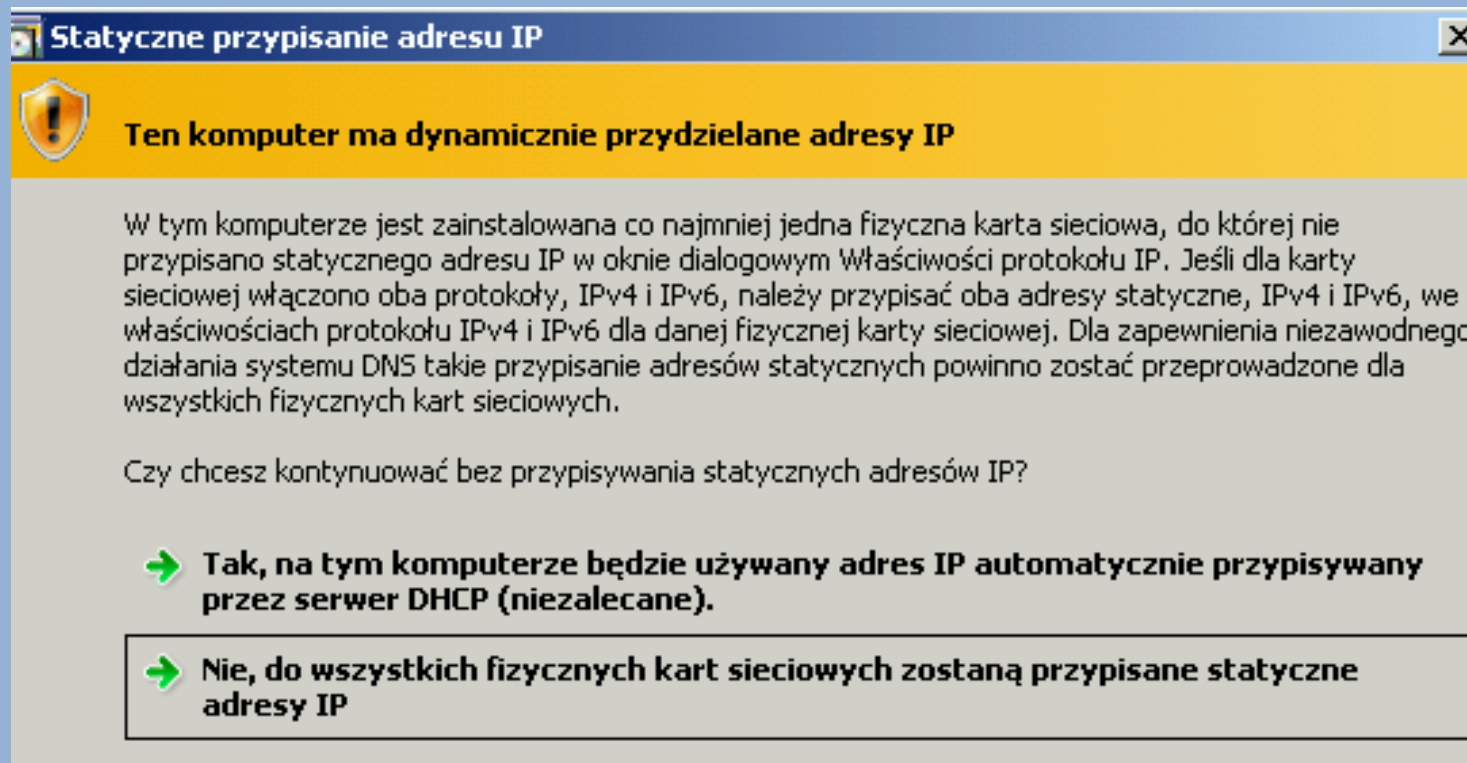 Statyczne przypisanie adresu IP
Ten komputer ma dynamicznie przydzielane adresy IP
W tym komputerze jest zainstalowana co najmniej jedna fizyczna karta sieciowa, do której nie
przypisano statycznego adresu IP w oknie dialogowym Właściwości protokołu IP. Jeśli dla karty
sieciowej włączono oba protokoły, IPv4 i IPv6, należy przypisać oba adresy statyczne, IPv4 i IPv6, we
właściwościach protokołu IPv4 i IPv6 dla danej fizycznej karty sieciowej. Dla zapewnienia niezawodnego
działania systemu DNS takie przypisanie adresów statycznych powinno zostać przeprowadzone dla
wszystkich fizycznych kart sieciowych.
Czy chcesz kontynuować bez przypisywania statycznych adresów IP?
Tak, na tym komputerze będzie używany adres IP automatycznie przypisywany
przez serwer DHCP (niezalecane).
Nie, do wszystkich fizycznych kart sieciowych zostaną przypisane statyczne
adresy IP